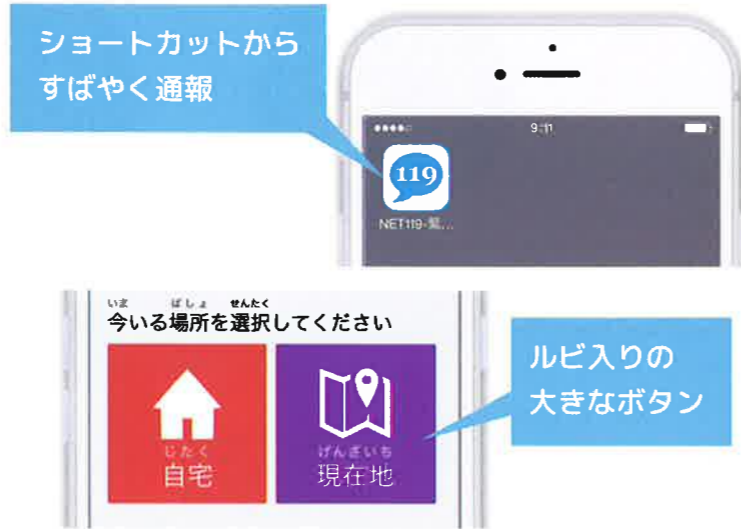 ショートカットから
すばやく通報
9:11
119
NET119-緊...
いま ばしょ せんたく
今いる場所を選択してください
じたく
自宅
げんざいち
現在地
ルビ入りの
大きなボタン